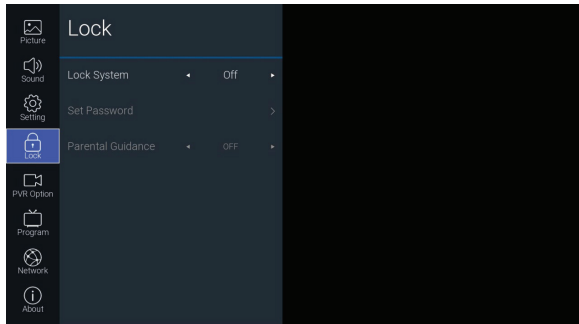 Picture
Sound
Setting
Lock
PVR Option
Program
Network
About
Lock
Lock System Off
Set Password
Parental Guidance OFF